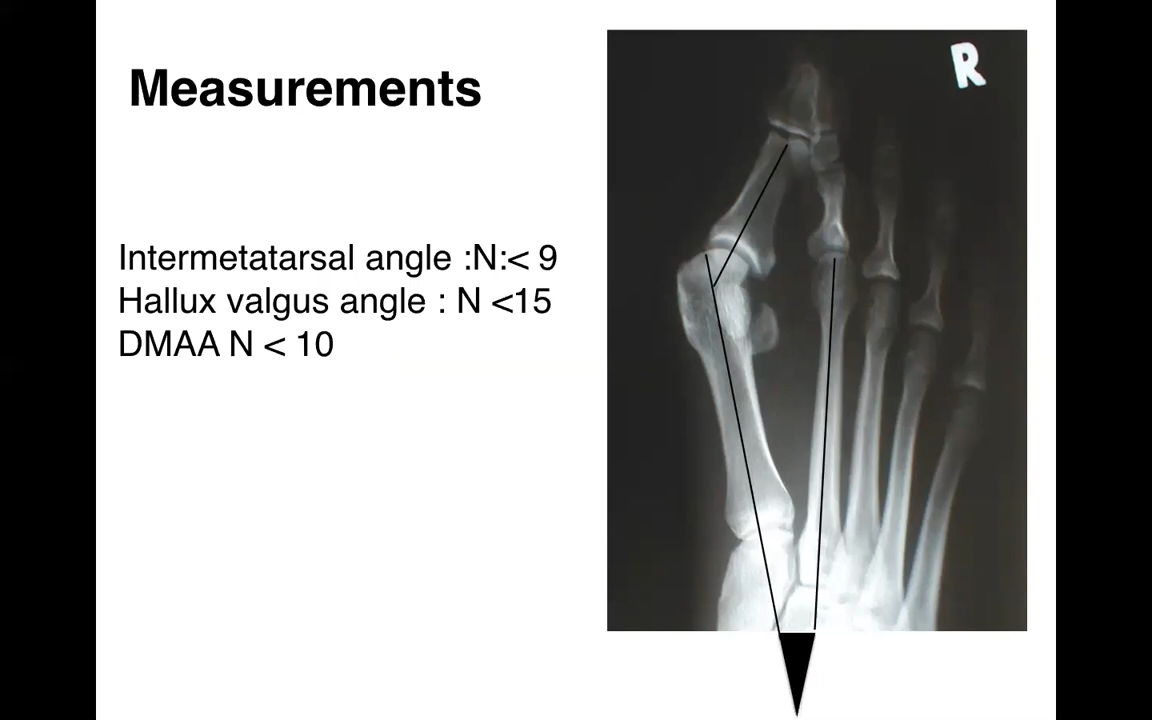 Measurements
Intermetatarsal angle :N:< 9
Hallux valgus angle : N <15
DMAA N < 10
R